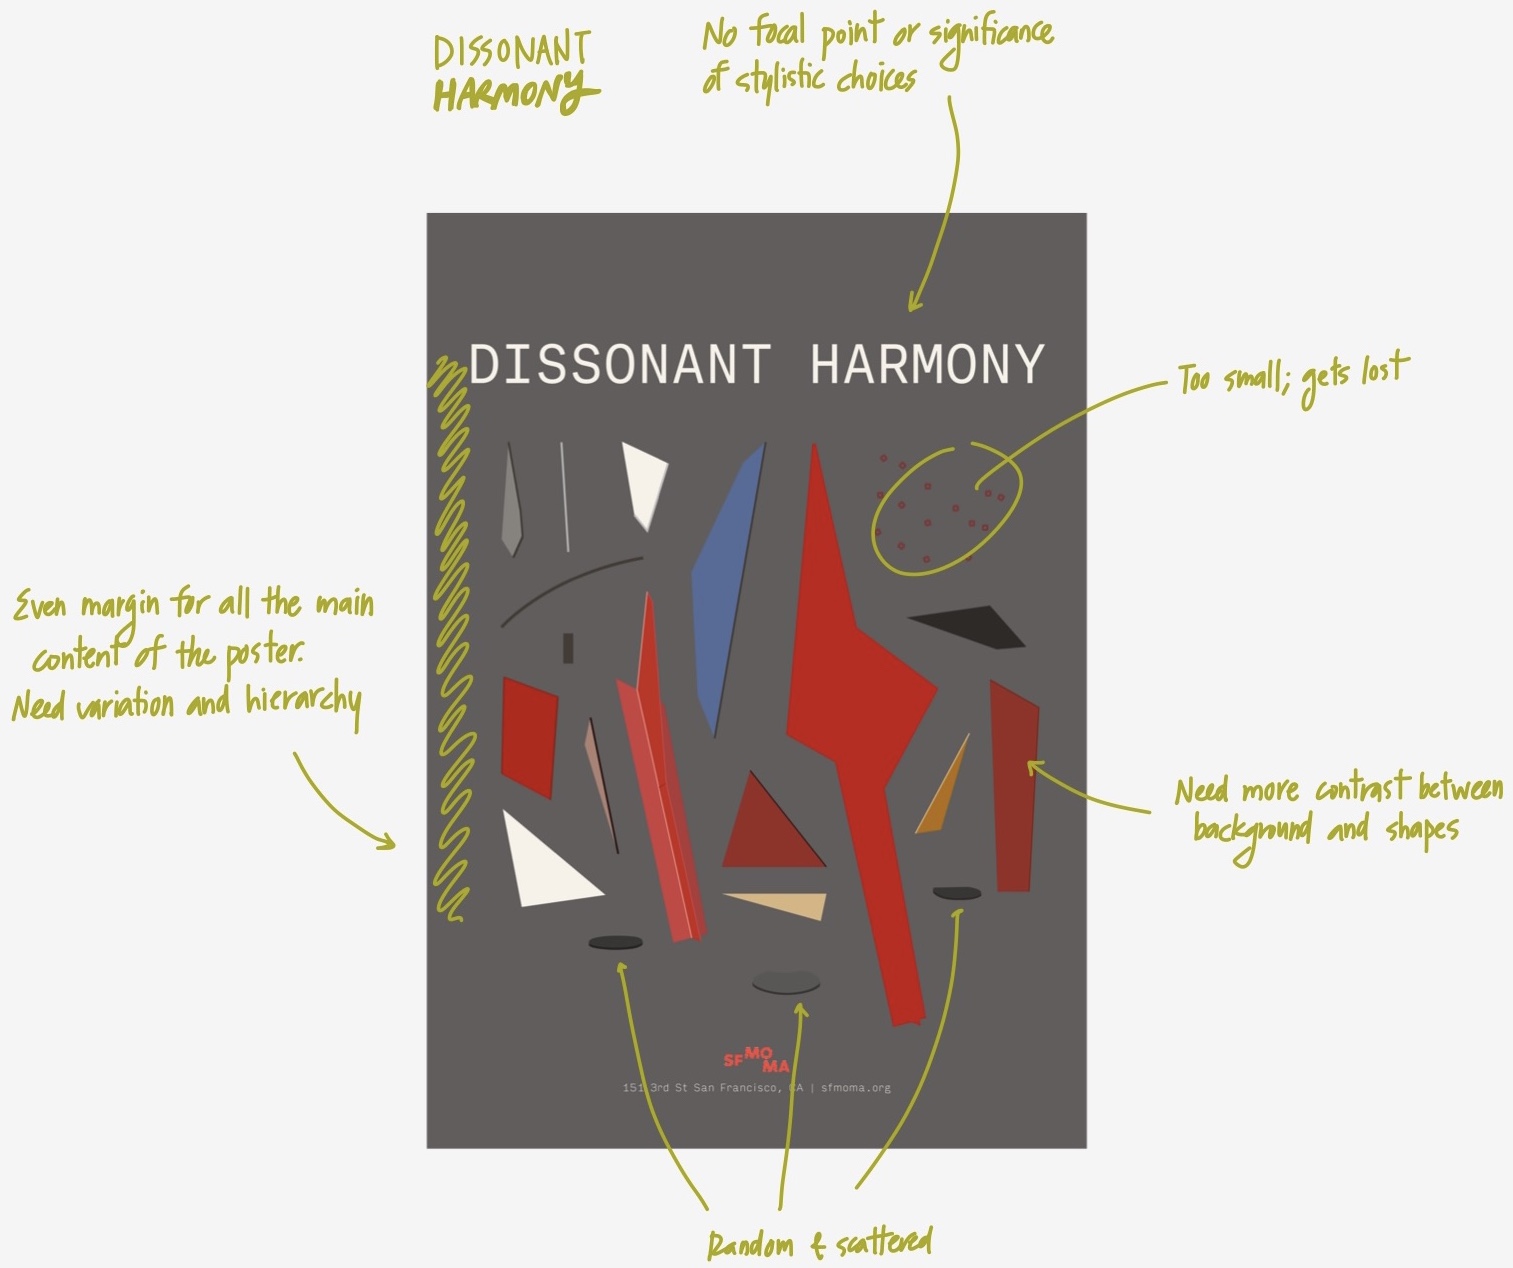 DISSONANT
HARMONY
No focal point or significance
of stylistic choices
DISSONANT HARMONY
Too small; gets lost
Even margin for all the main
content of the poster.
Need variation and hierarchy
Need more contrast between
background and shapes
SFMOMA
151 3rd St San Francisco, CA | sfmoma.org
Random & scattered